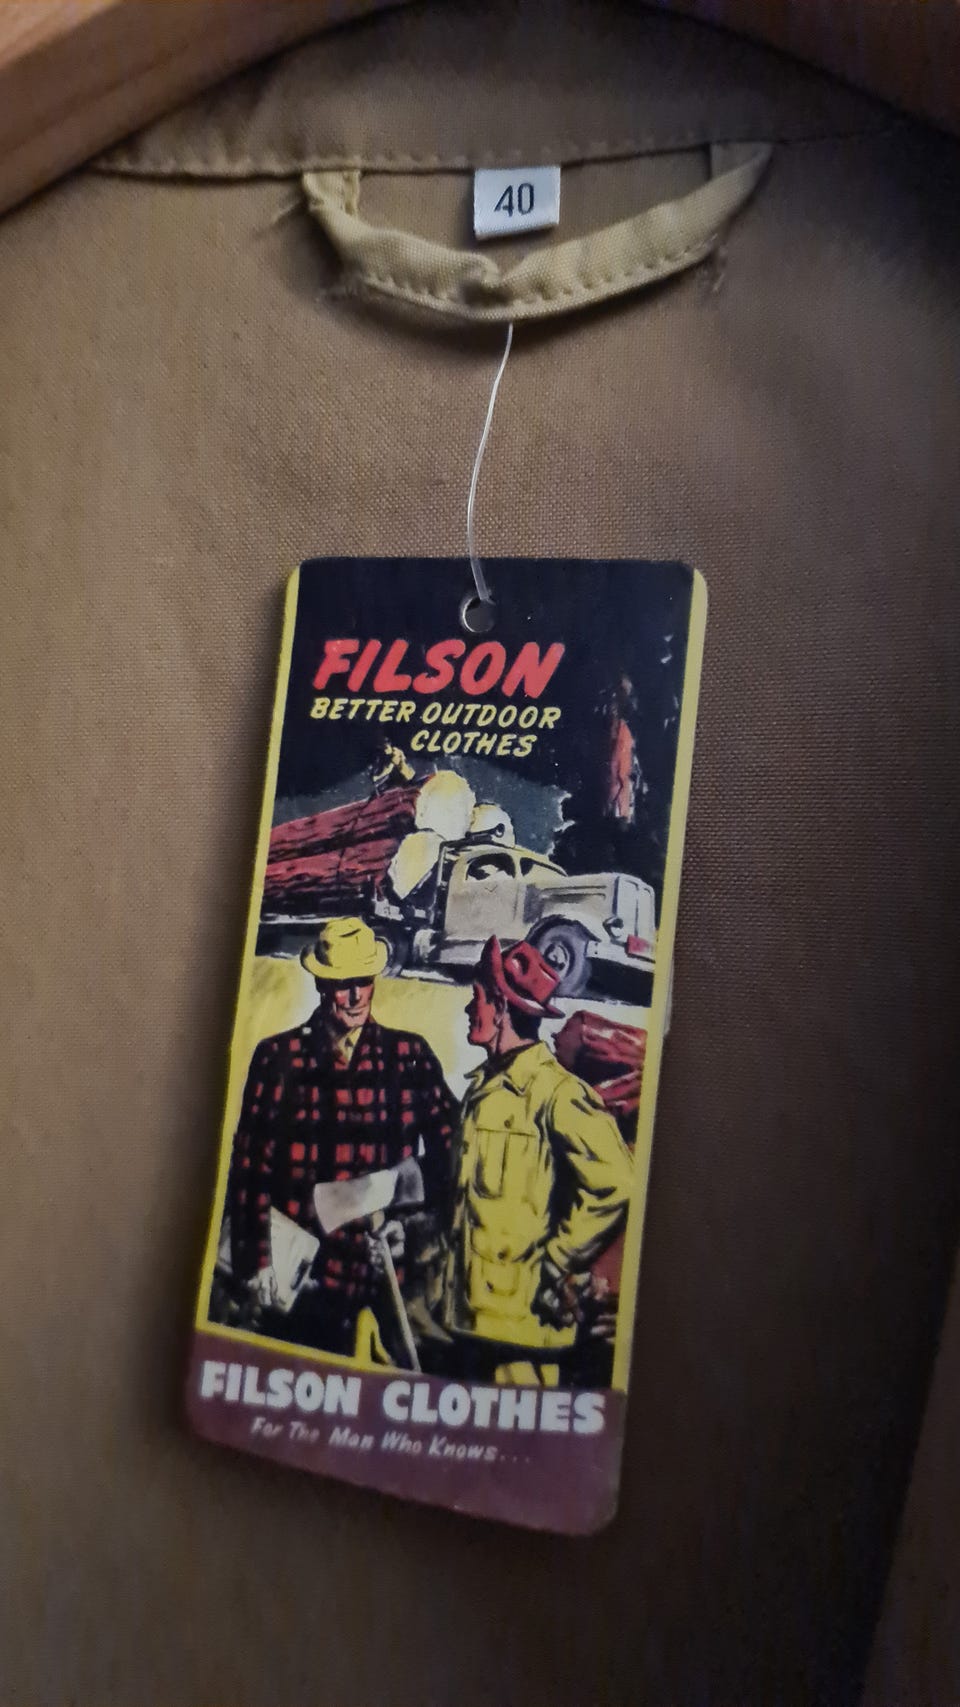 40
FILSON
BETTER OUTDOOR
CLOTHES
FILSON CLOTHES
For The Man Who Knows...